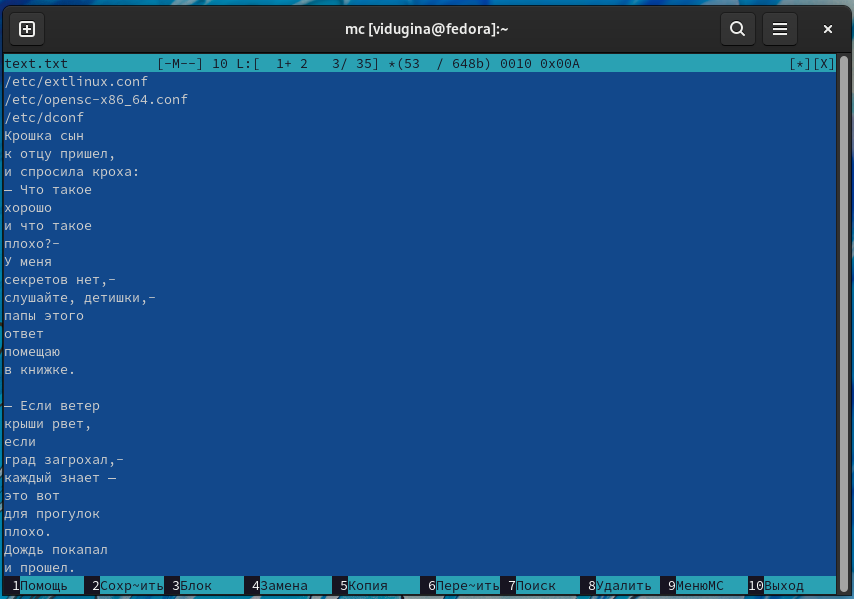 mc [vidugina@fedora]:~
text.txt [-M--] 10 L:[ 1+ 2 3/ 35] *(53 / 648b) 0010 0x00A [*][X]
/etc/extlinux.conf
/etc/opensc-x86_64.conf
/etc/dconf
Крошка сын
к отцу пришел,
и спросила кроха:
— Что такое
хорошо
и что такое
плохо?-
У меня
секретов нет,-
слушайте, детишки,-
папы этого
ответ
помещаю
в книжке.
— Если ветер
крыши рвет,
если
град загрохал,-
каждый знает —
это вот
для прогулок
плохо.
Дождь покапал
и прошел.
1Помощь 2Сохр~ить 3Блок 4Замена 5Копия 6Пере~ить 7Поиск 8Удалить 9МенюMC 10Выход